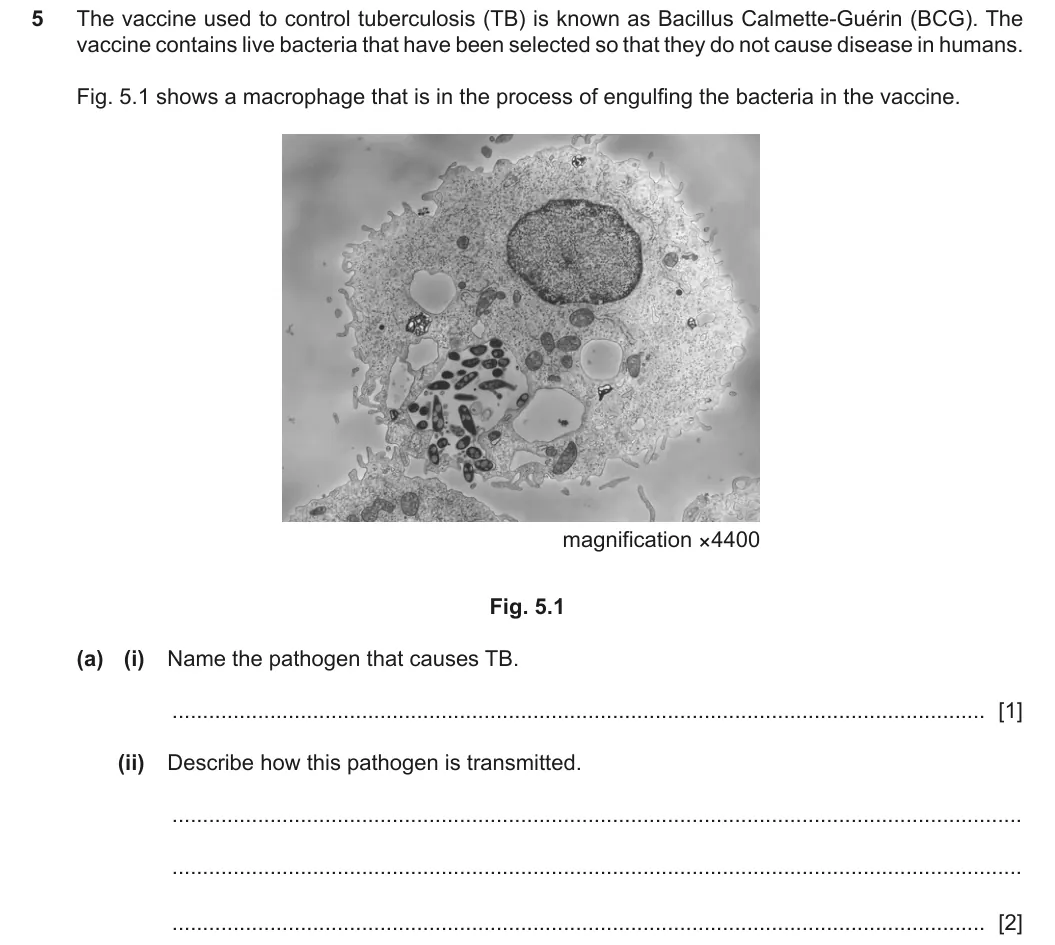 5 The vaccine used to control tuberculosis (TB) is known as Bacillus Calmette-Guérin (BCG). The
vaccine contains live bacteria that have been selected so that they do not cause disease in humans.
Fig. 5.1 shows a macrophage that is in the process of engulfing the bacteria in the vaccine.
magnification ×4400
Fig. 5.1
(a) (i) Name the pathogen that causes TB.
[1]
(ii) Describe how this pathogen is transmitted.
[2]